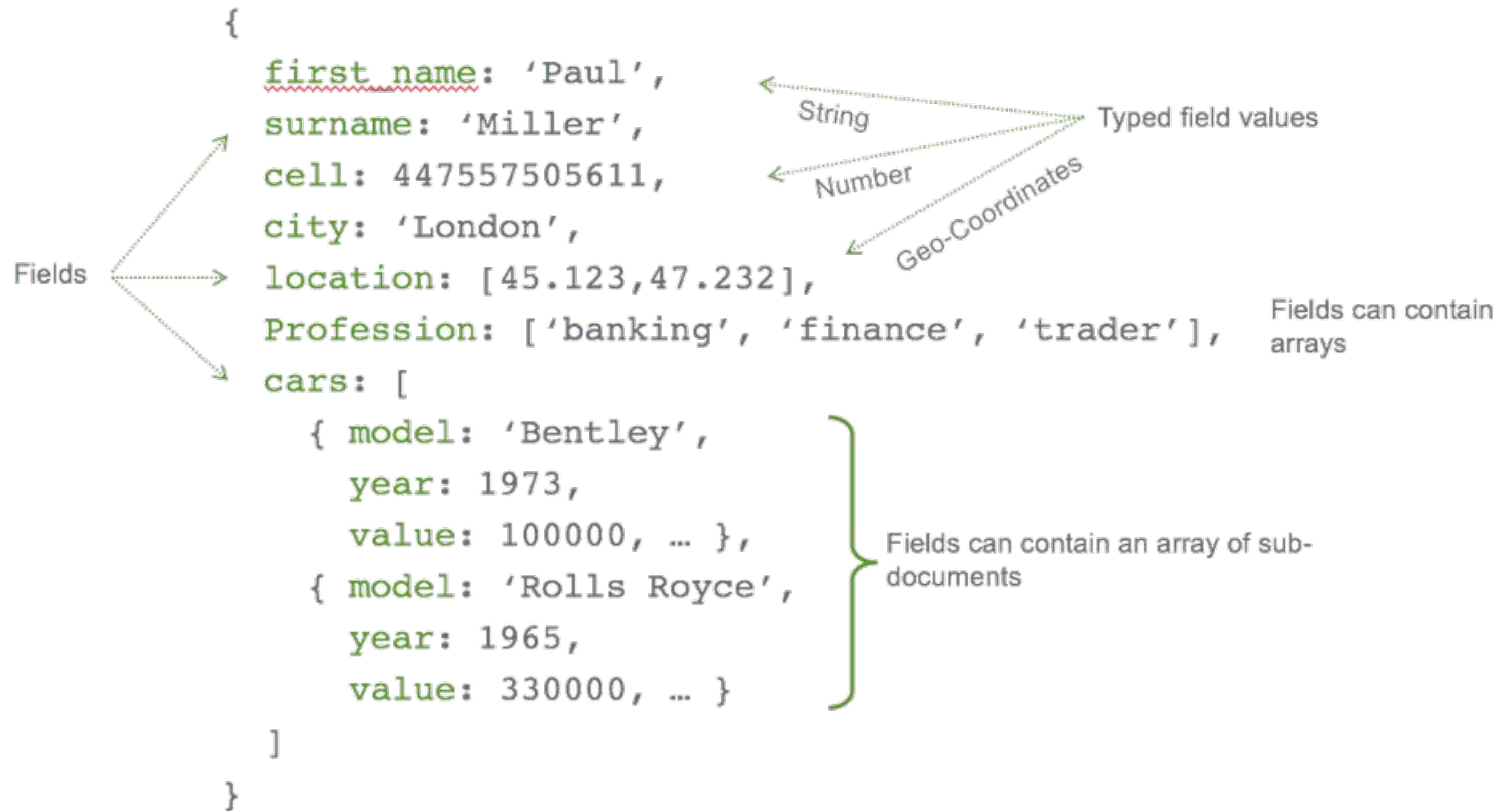 {
first_name: ‘Paul’,
surname: ‘Miller’,
cell: 447557505611,
city: ‘London’,
location: [45.123,47.232],
Profession: [‘banking’, ‘finance’, ‘trader’],
cars: [
{ model: ‘Bentley’,
year: 1973,
value: 100000, … },
{ model: ‘Rolls Royce’,
year: 1965,
value: 330000, … }
]
}
Fields
String
Number
Geo-Coordinates
Typed field values
Fields can contain
arrays
Fields can contain an array of sub-
documents